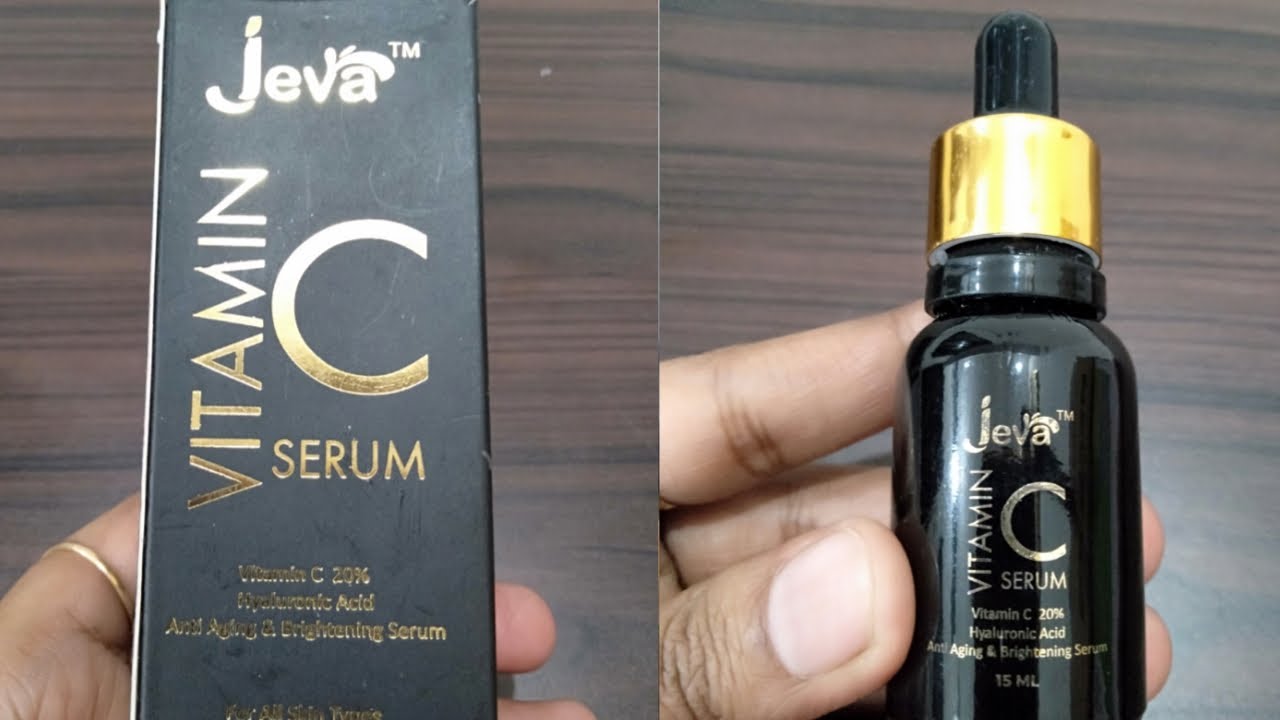 Jeva™
VITAMIN
C
SERUM
Vitamin C 20%
Hyaluronic Acid
Anti Aging & Brightening Serum
For All Skin Types
Jeva™
VITAMIN
C
SERUM
Vitamin C 20%
Hyaluronic Acid
Anti Aging & Brightening Serum
15 ML